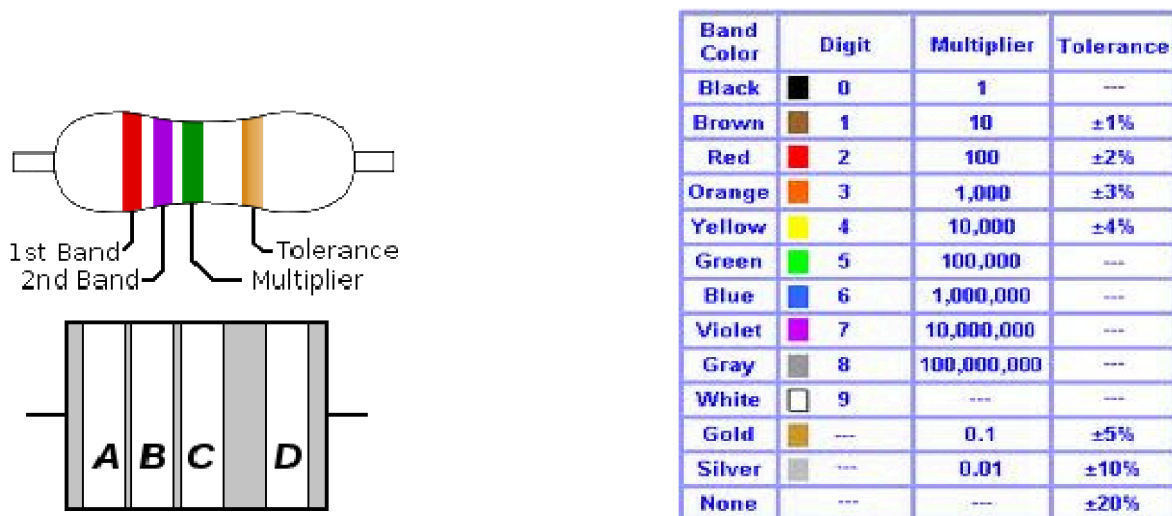 1st Band
2nd Band
Tolerance
Multiplier
A B C D
Band Color Digit Multiplier Tolerance
Black 0 1 ---
Brown 1 10 ±1%
Red 2 100 ±2%
Orange 3 1,000 ±3%
Yellow 4 10,000 ±4%
Green 5 100,000 ---
Blue 6 1,000,000 ---
Violet 7 10,000,000 ---
Gray 8 100,000,000 ---
White 9 --- ---
Gold --- 0.1 ±5%
Silver --- 0.01 ±10%
None --- --- ±20%